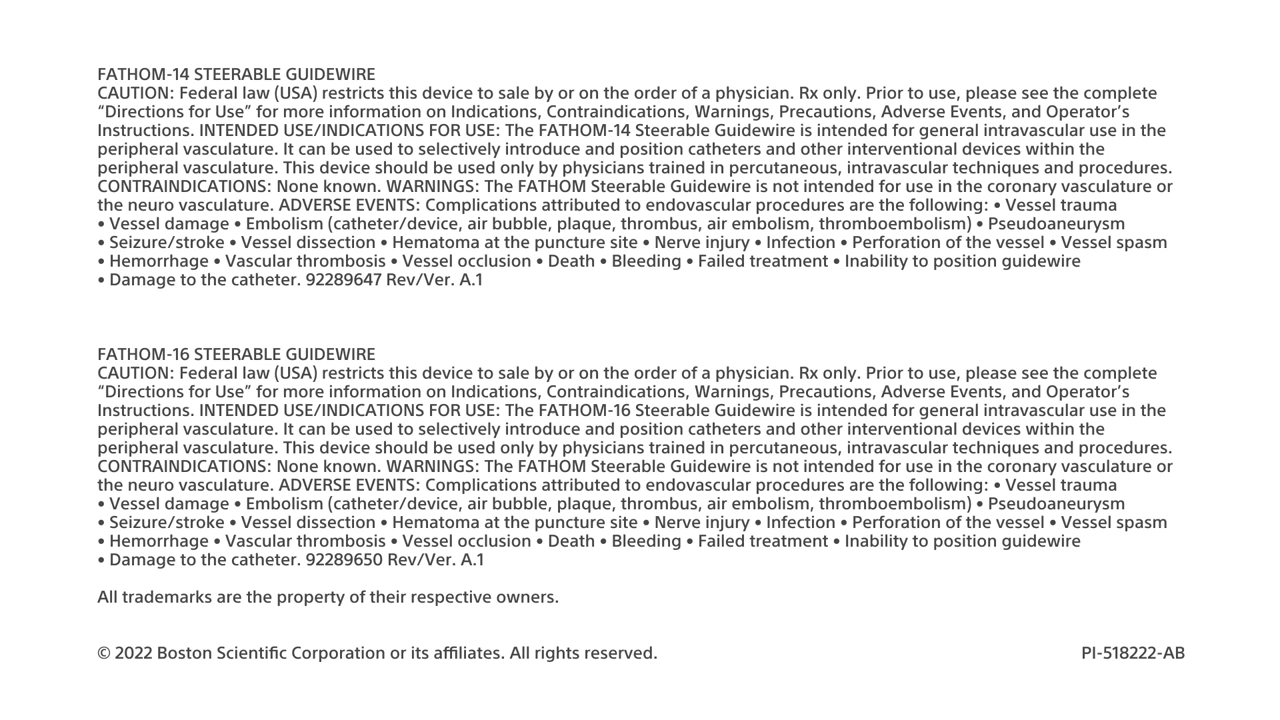 FATHOM-14 STEERABLE GUIDEWIRE
CAUTION: Federal law (USA) restricts this device to sale by or on the order of a physician. Rx only. Prior to use, please see the complete
“Directions for Use” for more information on Indications, Contraindications, Warnings, Precautions, Adverse Events, and Operator’s
Instructions. INTENDED USE/INDICATIONS FOR USE: The FATHOM-14 Steerable Guidewire is intended for general intravascular use in the
peripheral vasculature. It can be used to selectively introduce and position catheters and other interventional devices within the
peripheral vasculature. This device should be used only by physicians trained in percutaneous, intravascular techniques and procedures.
CONTRAINDICATIONS: None known. WARNINGS: The FATHOM Steerable Guidewire is not intended for use in the coronary vasculature or
the neuro vasculature. ADVERSE EVENTS: Complications attributed to endovascular procedures are the following: • Vessel trauma
• Vessel damage • Embolism (catheter/device, air bubble, plaque, thrombus, air embolism, thromboembolism) • Pseudoaneurysm
• Seizure/stroke • Vessel dissection • Hematoma at the puncture site • Nerve injury • Infection • Perforation of the vessel • Vessel spasm
• Hemorrhage • Vascular thrombosis • Vessel occlusion • Death • Bleeding • Failed treatment • Inability to position guidewire
• Damage to the catheter. 92289647 Rev/Ver. A.1
FATHOM-16 STEERABLE GUIDEWIRE
CAUTION: Federal law (USA) restricts this device to sale by or on the order of a physician. Rx only. Prior to use, please see the complete
“Directions for Use” for more information on Indications, Contraindications, Warnings, Precautions, Adverse Events, and Operator’s
Instructions. INTENDED USE/INDICATIONS FOR USE: The FATHOM-16 Steerable Guidewire is intended for general intravascular use in the
peripheral vasculature. It can be used to selectively introduce and position catheters and other interventional devices within the
peripheral vasculature. This device should be used only by physicians trained in percutaneous, intravascular techniques and procedures.
CONTRAINDICATIONS: None known. WARNINGS: The FATHOM Steerable Guidewire is not intended for use in the coronary vasculature or
the neuro vasculature. ADVERSE EVENTS: Complications attributed to endovascular procedures are the following: • Vessel trauma
• Vessel damage • Embolism (catheter/device, air bubble, plaque, thrombus, air embolism, thromboembolism) • Pseudoaneurysm
• Seizure/stroke • Vessel dissection • Hematoma at the puncture site • Nerve injury • Infection • Perforation of the vessel • Vessel spasm
• Hemorrhage • Vascular thrombosis • Vessel occlusion • Death • Bleeding • Failed treatment • Inability to position guidewire
• Damage to the catheter. 92289650 Rev/Ver. A.1
All trademarks are the property of their respective owners.
© 2022 Boston Scientific Corporation or its affiliates. All rights reserved. PI-518222-AB